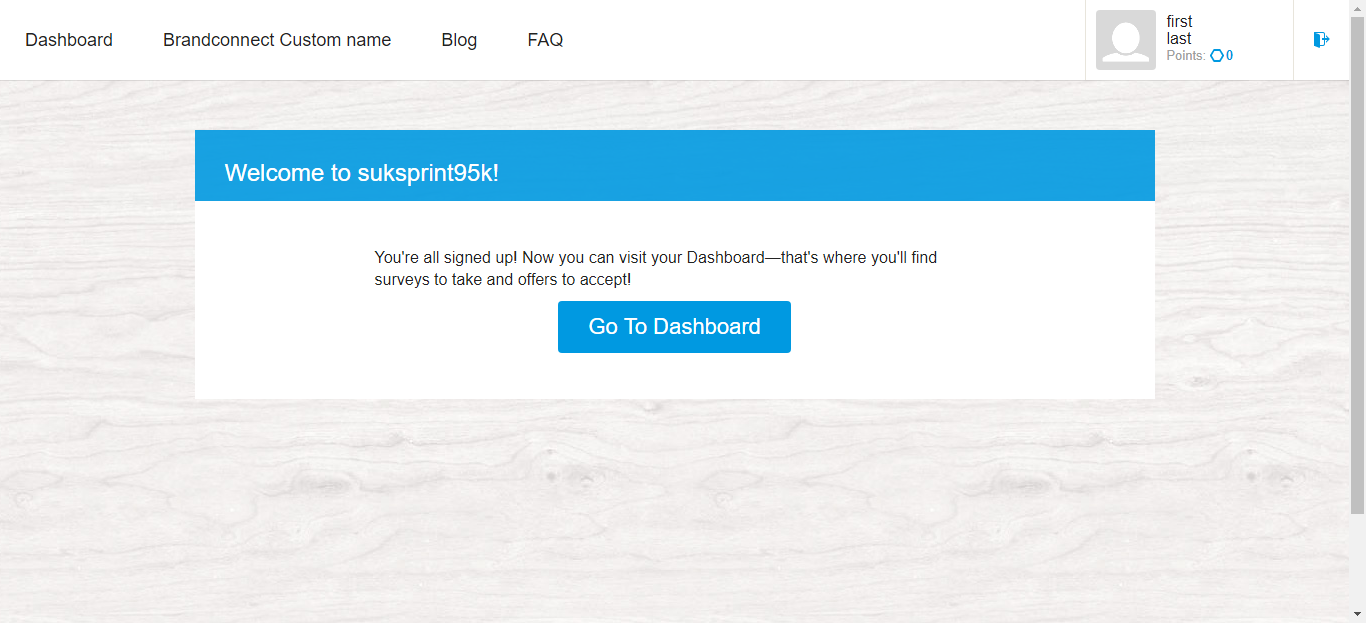 Dashboard Brandconnect Custom name Blog FAQ
first
last
Points: 0
Welcome to suksprint95k!
You're all signed up! Now you can visit your Dashboard—that's where you'll find
surveys to take and offers to accept!
Go To Dashboard